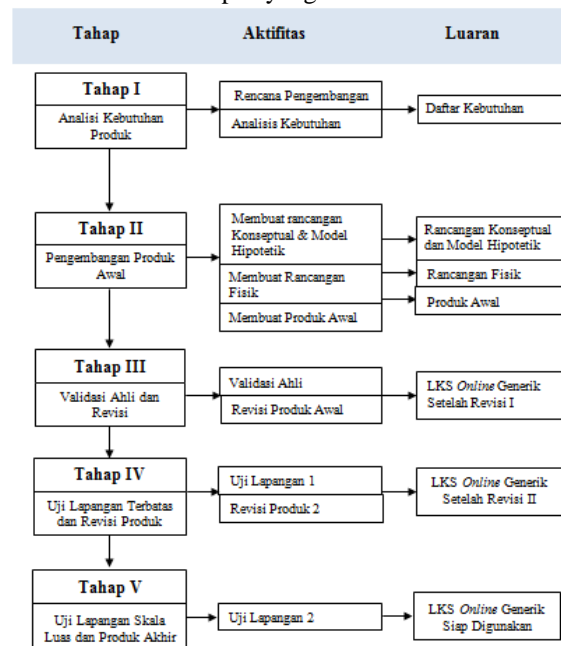 Tahap Aktifitas Luaran
Tahap I
Analisi Kebutuhan
Produk
Rencana Pengembangan
Analisis Kebutuhan
Daftar Kebutuhan
Tahap II
Pengembangan Produk
Awal
Membuat rancangan
Konseptual & Model
Hipotetik
Membuat Rancangan
Fisik
Membuat Produk Awal
Rancangan Konseptual
dan Model Hipotetik
Rancangan Fisik
Produk Awal
Tahap III
Validasi Ahli dan
Revisi
Validasi Ahli
Revisi Produk Awal
LKS Online Generik
Setelah Revisi I
Tahap IV
Uji Lapangan Terbatas
dan Revisi Produk
Uji Lapangan 1
Revisi Produk 2
LKS Online Generik
Setelah Revisi II
Tahap V
Uji Lapangan Skala
Luas dan Produk Akhir
Uji Lapangan 2
LKS Online Generik
Siap Digunakan